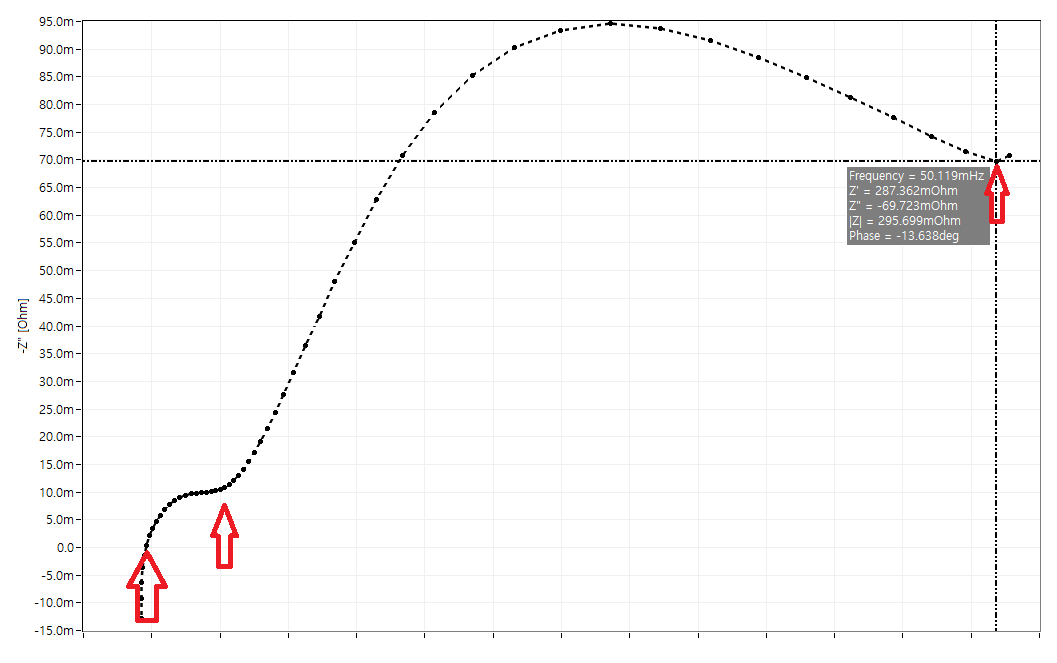 95.0m
90.0m
85.0m
80.0m
75.0m
70.0m
65.0m
60.0m
55.0m
50.0m
45.0m
40.0m
35.0m
30.0m
25.0m
20.0m
15.0m
10.0m
5.0m
0.0
-5.0m
-10.0m
-15.0m
-Z" [Ohm]
Frequency = 50.119mHz
Z' = 287.362mOhm
Z" = -69.723mOhm
|Z| = 295.699mOhm
Phase = -13.638deg